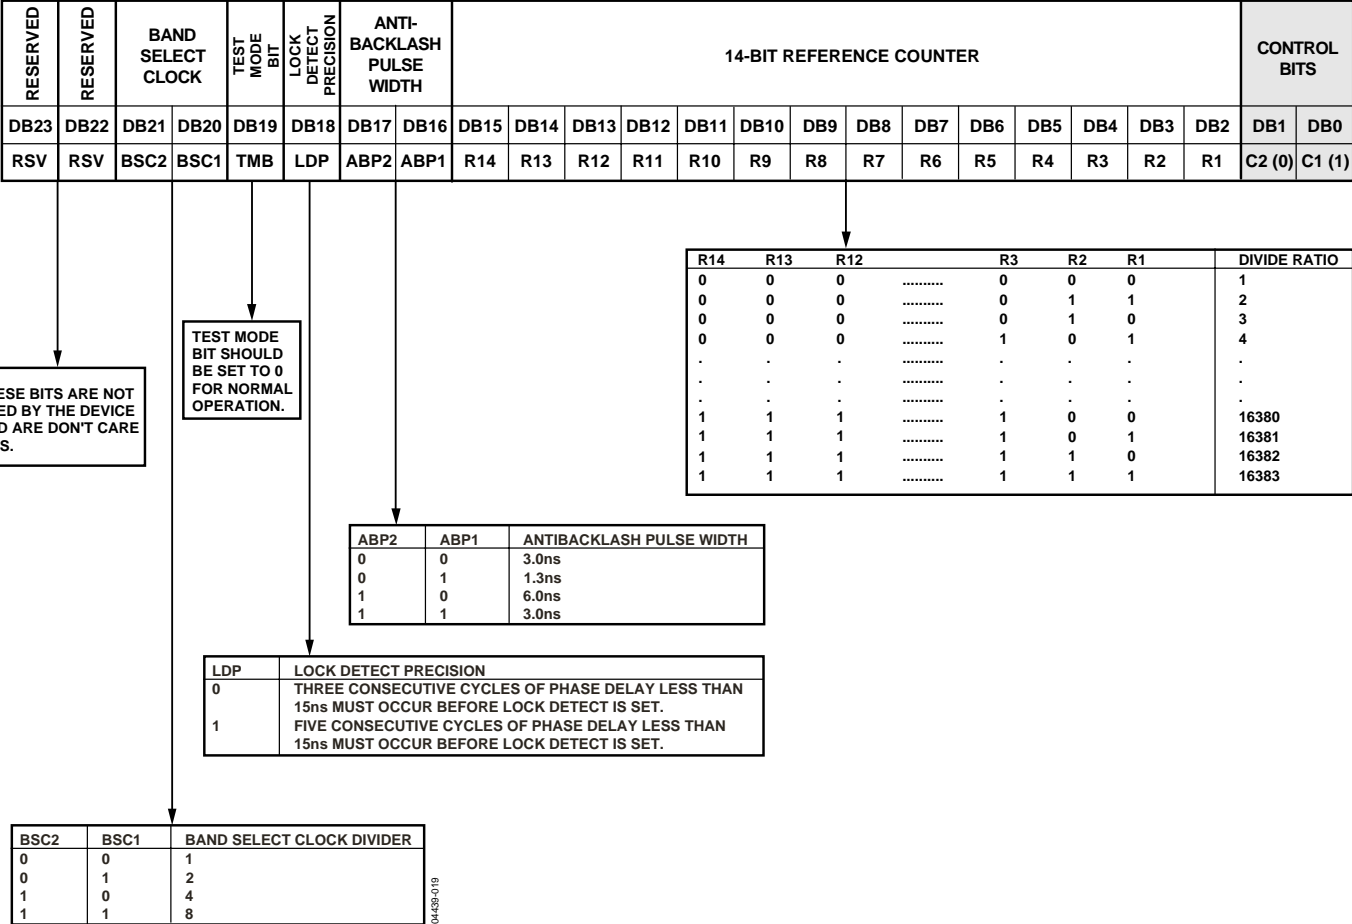 RESERVED
RESERVED
BAND
SELECT
CLOCK
TEST
MODE
BIT
LOCK
DETECT
PRECISION
ANTI-
BACKLASH
PULSE
WIDTH
14-BIT REFERENCE COUNTER
CONTROL
BITS
DB23 DB22 DB21 DB20 DB19 DB18 DB17 DB16 DB15 DB14 DB13 DB12 DB11 DB10 DB9 DB8 DB7 DB6 DB5 DB4 DB3 DB2 DB1 DB0
RSV RSV BSC2 BSC1 TMB LDP ABP2 ABP1 R14 R13 R12 R11 R10 R9 R8 R7 R6 R5 R4 R3 R2 R1 C2 (0) C1 (1)
R14 R13 R12 R3 R2 R1 DIVIDE RATIO
0 0 0 .......... 0 0 0 1
0 0 0 .......... 0 1 1 2
0 0 0 .......... 0 1 0 3
0 0 0 .......... 1 0 1 4
. . . .......... . . . .
. . . .......... . . . .
. . . .......... . . . .
1 1 1 .......... 1 0 0 16380
1 1 1 .......... 1 0 1 16381
1 1 1 .......... 1 1 0 16382
1 1 1 .......... 1 1 1 16383
TEST MODE
BIT SHOULD
BE SET TO 0
FOR NORMAL
OPERATION.
ESE BITS ARE NOT
ED BY THE DEVICE
D ARE DON'T CARE
S.
ABP2 ABP1 ANTIBACKLASH PULSE WIDTH
0 0 3.0ns
0 1 1.3ns
1 0 6.0ns
1 1 3.0ns
LDP LOCK DETECT PRECISION
0 THREE CONSECUTIVE CYCLES OF PHASE DELAY LESS THAN
15ns MUST OCCUR BEFORE LOCK DETECT IS SET.
1 FIVE CONSECUTIVE CYCLES OF PHASE DELAY LESS THAN
15ns MUST OCCUR BEFORE LOCK DETECT IS SET.
BSC2 BSC1 BAND SELECT CLOCK DIVIDER
0 0 1
0 1 2
1 0 4
1 1 8
04439-019